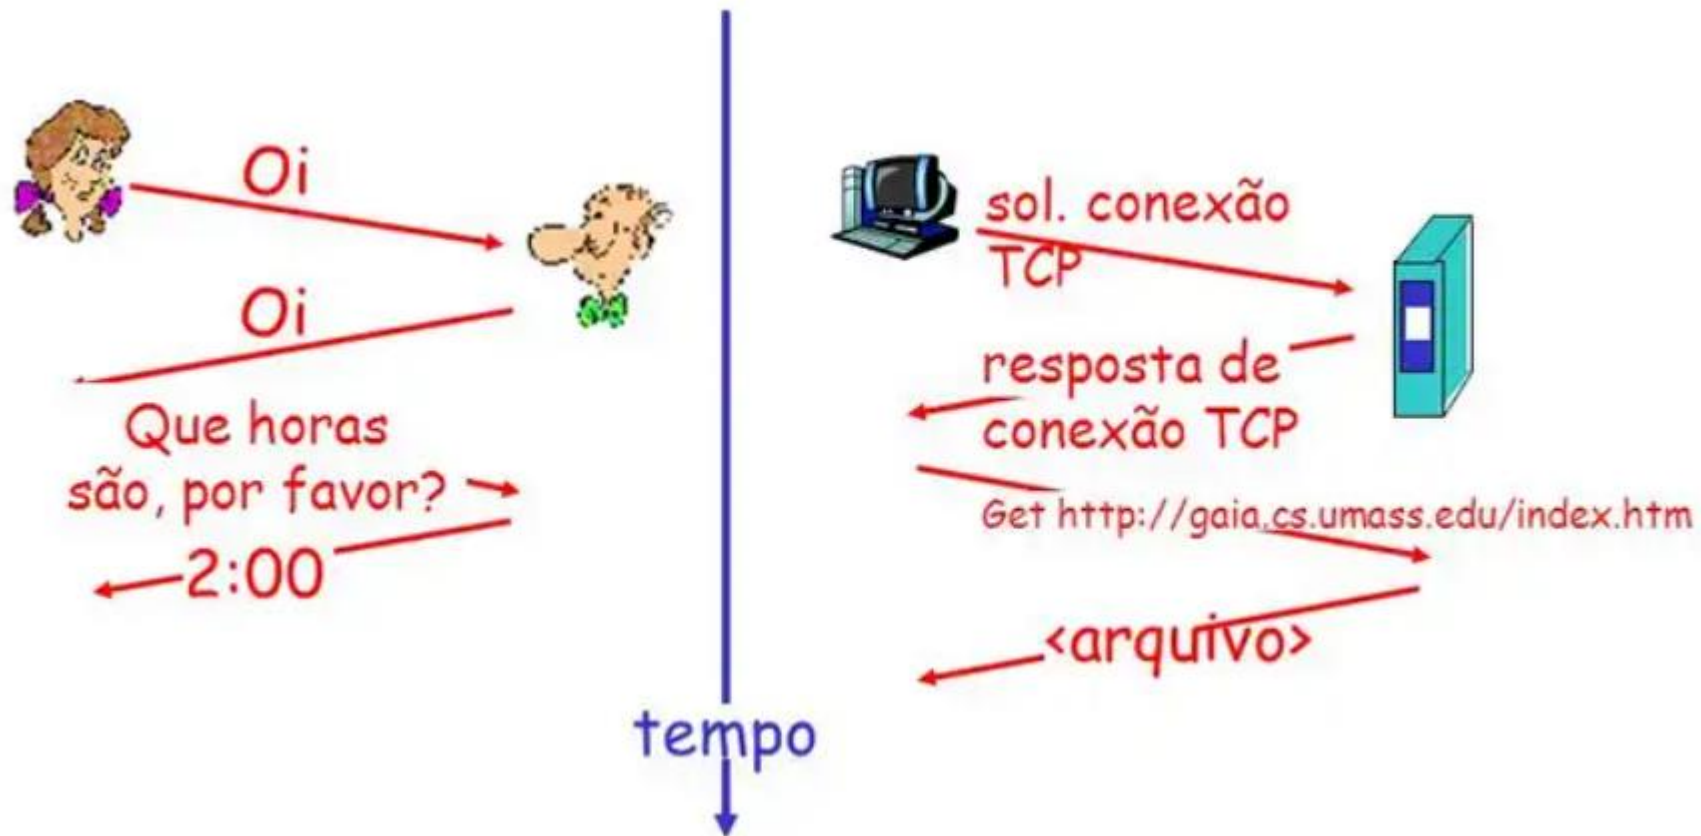 Oi
Oi
Que horas
são, por favor?
2:00
sol. conexão
TCP
resposta de
conexão TCP
Get http://gaia.cs.umass.edu/index.htm
<arquivo>
tempo